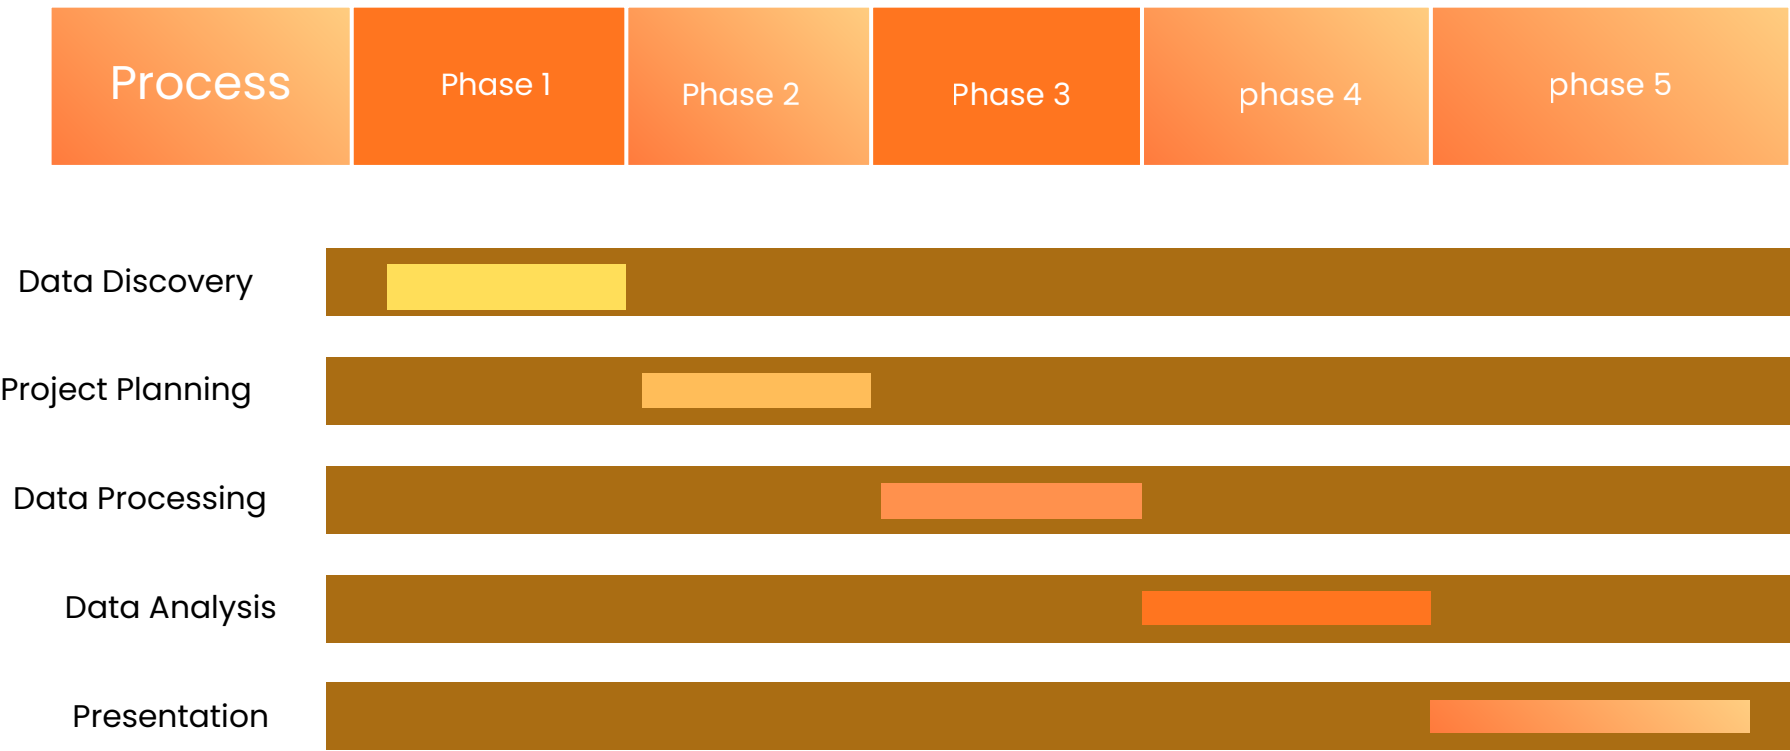 Process
Phase 1
Phase 2
Phase 3
phase 4
phase 5
Data Discovery
Project Planning
Data Processing
Data Analysis
Presentation